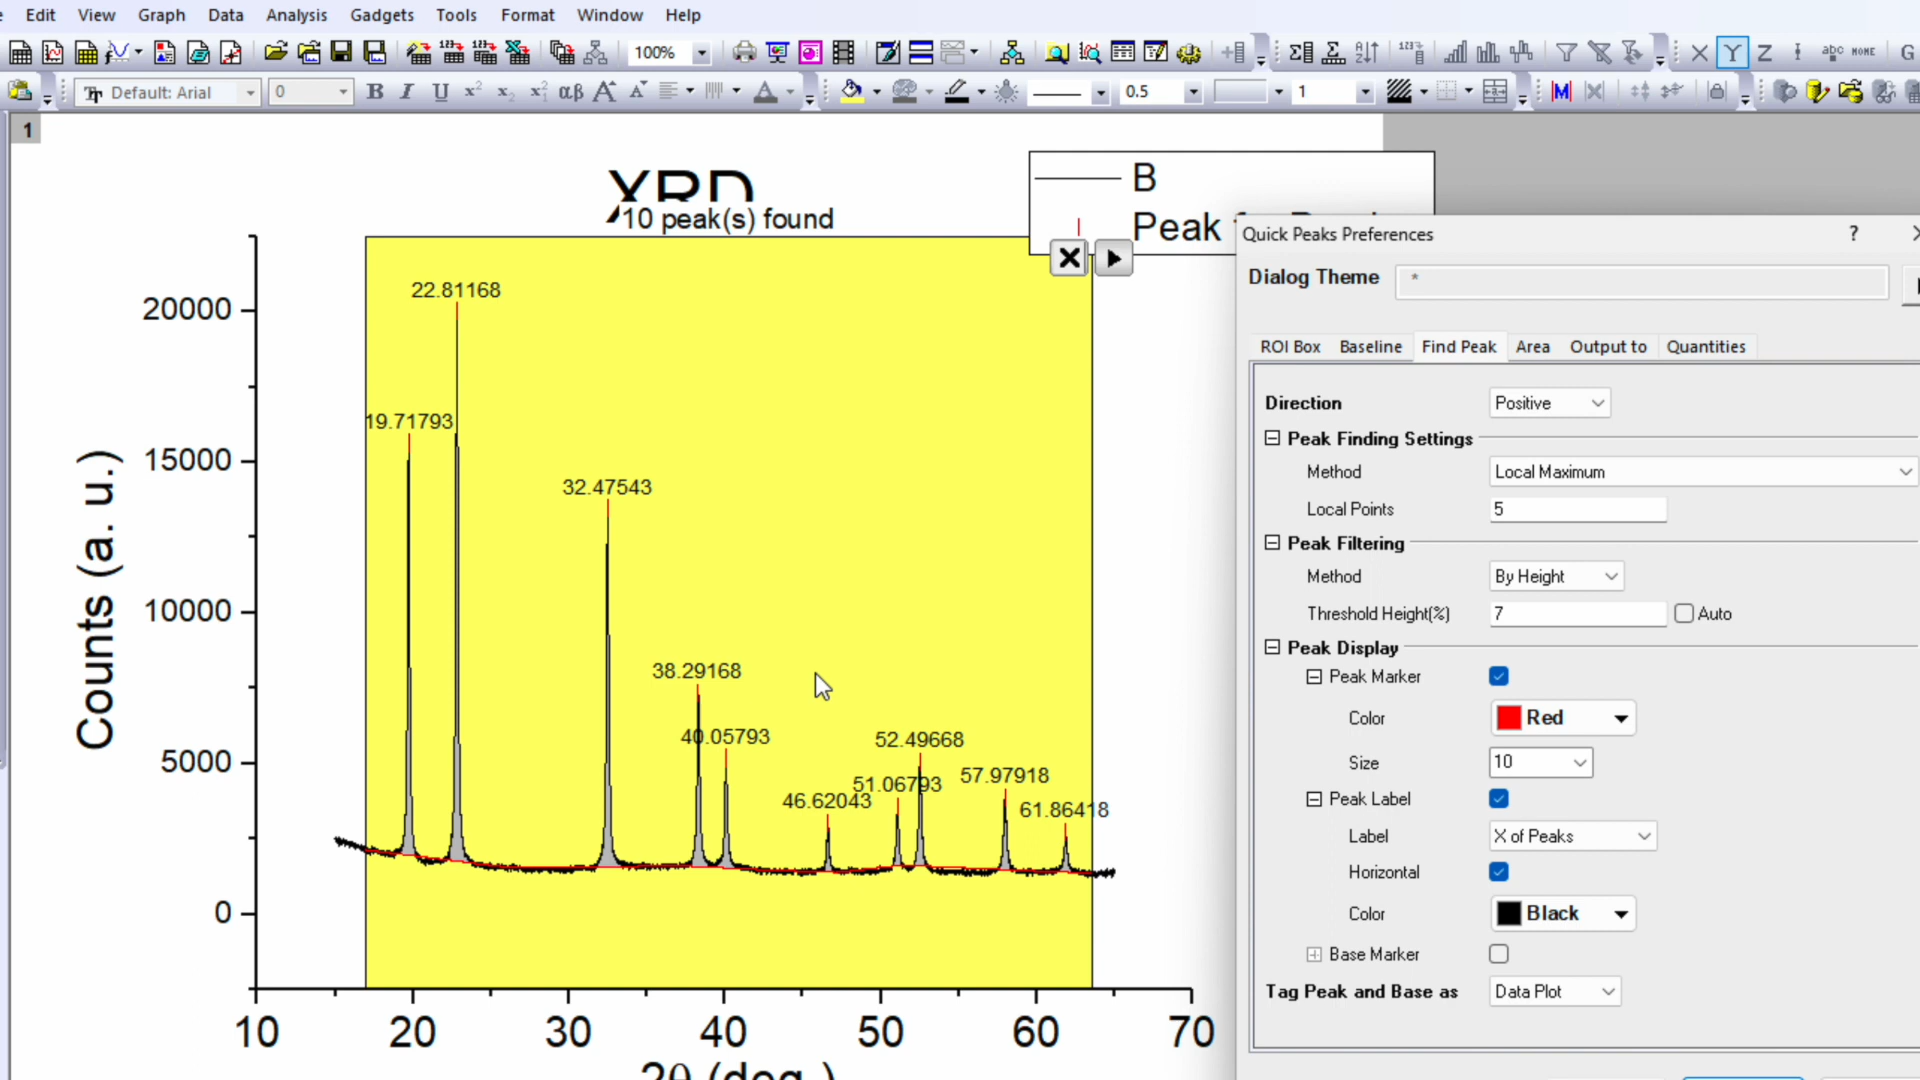 Edit View Graph Data Analysis Gadgets Tools Format Window Help
100%
Default: Arial 0 B I U αβ A A 0.5 1
1
XRD
10 peak(s) found
B
Peak
22.81168
19.71793
32.47543
38.29168
40.05793
52.49668
51.06793
46.62043
57.97918
61.86418
20000
15000
10000
5000
0
Counts (a. u.)
10 20 30 40 50 60 70
2θ (deg.)
Quick Peaks Preferences ?
Dialog Theme *
ROI Box Baseline Find Peak Area Output to Quantities
Direction Positive
Peak Finding Settings
Method Local Maximum
Local Points 5
Peak Filtering
Method By Height
Threshold Height(%) 7 Auto
Peak Display
Peak Marker
Color Red
Size 10
Peak Label
Label X of Peaks
Horizontal
Color Black
Base Marker
Tag Peak and Base as Data Plot